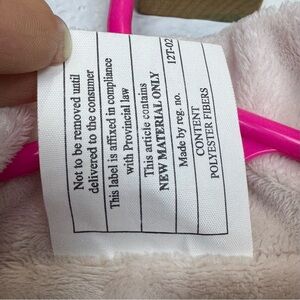 Not to be removed until
delivered to the consumer
This label is affixed in compliance
with Provincial law
This article contains
NEW MATERIAL ONLY
Made by reg. no. 12T-02
CONTENT
POLYESTER FIBERS